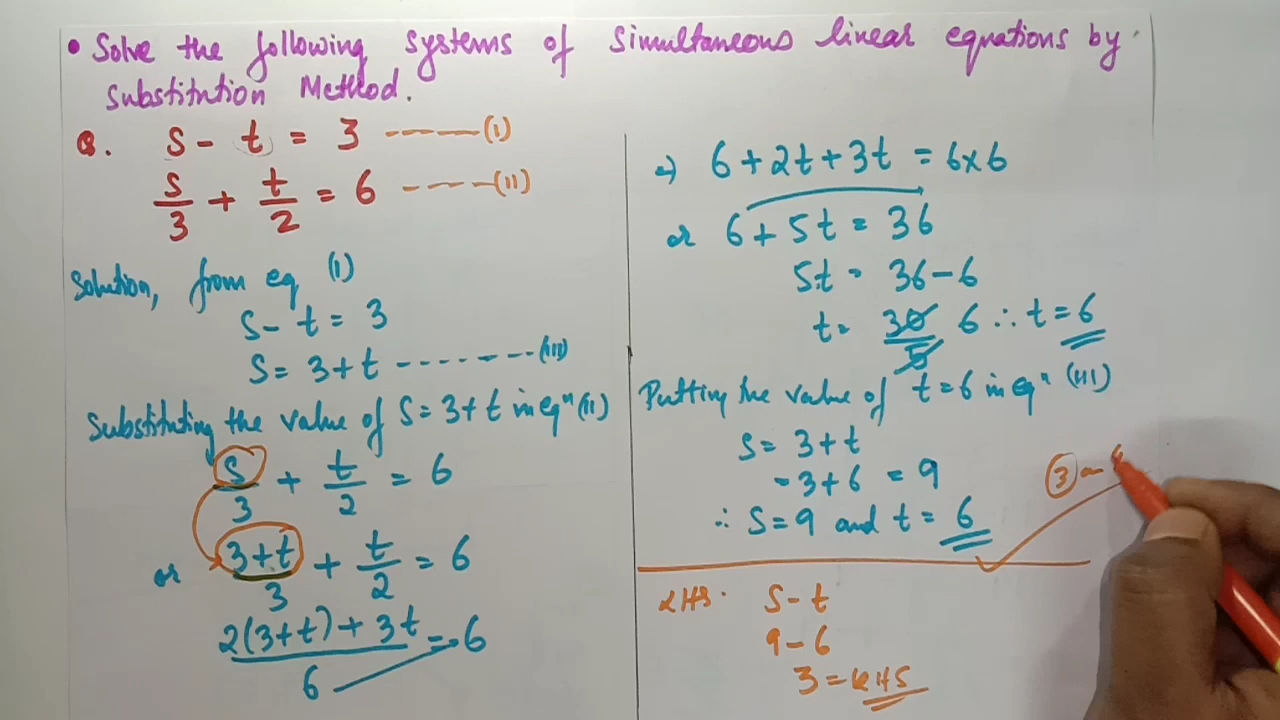 • Solve the following systems of simultaneous linear equations by
Substitution Method.
Q. s - t = 3 -------(I)
s/3 + t/2 = 6 ----(II)
Solution, from eq (I)
s - t = 3
s = 3+t --------(III)
Substituting the value of s = 3+t in eqⁿ (II)
s/3 + t/2 = 6
or 3+t/3 + t/2 = 6
2(3+t) + 3t/6 = 6
=) 6+2t+3t = 6×6
or 6+5t = 36
5t = 36-6
t = 30/5 6 ∴ t = 6
Putting the value of t=6 in eqⁿ (III)
s = 3+t
= 3+6 = 9
∴ s = 9 and t = 6
3
LHS. s - t
9 - 6
3 = RHS